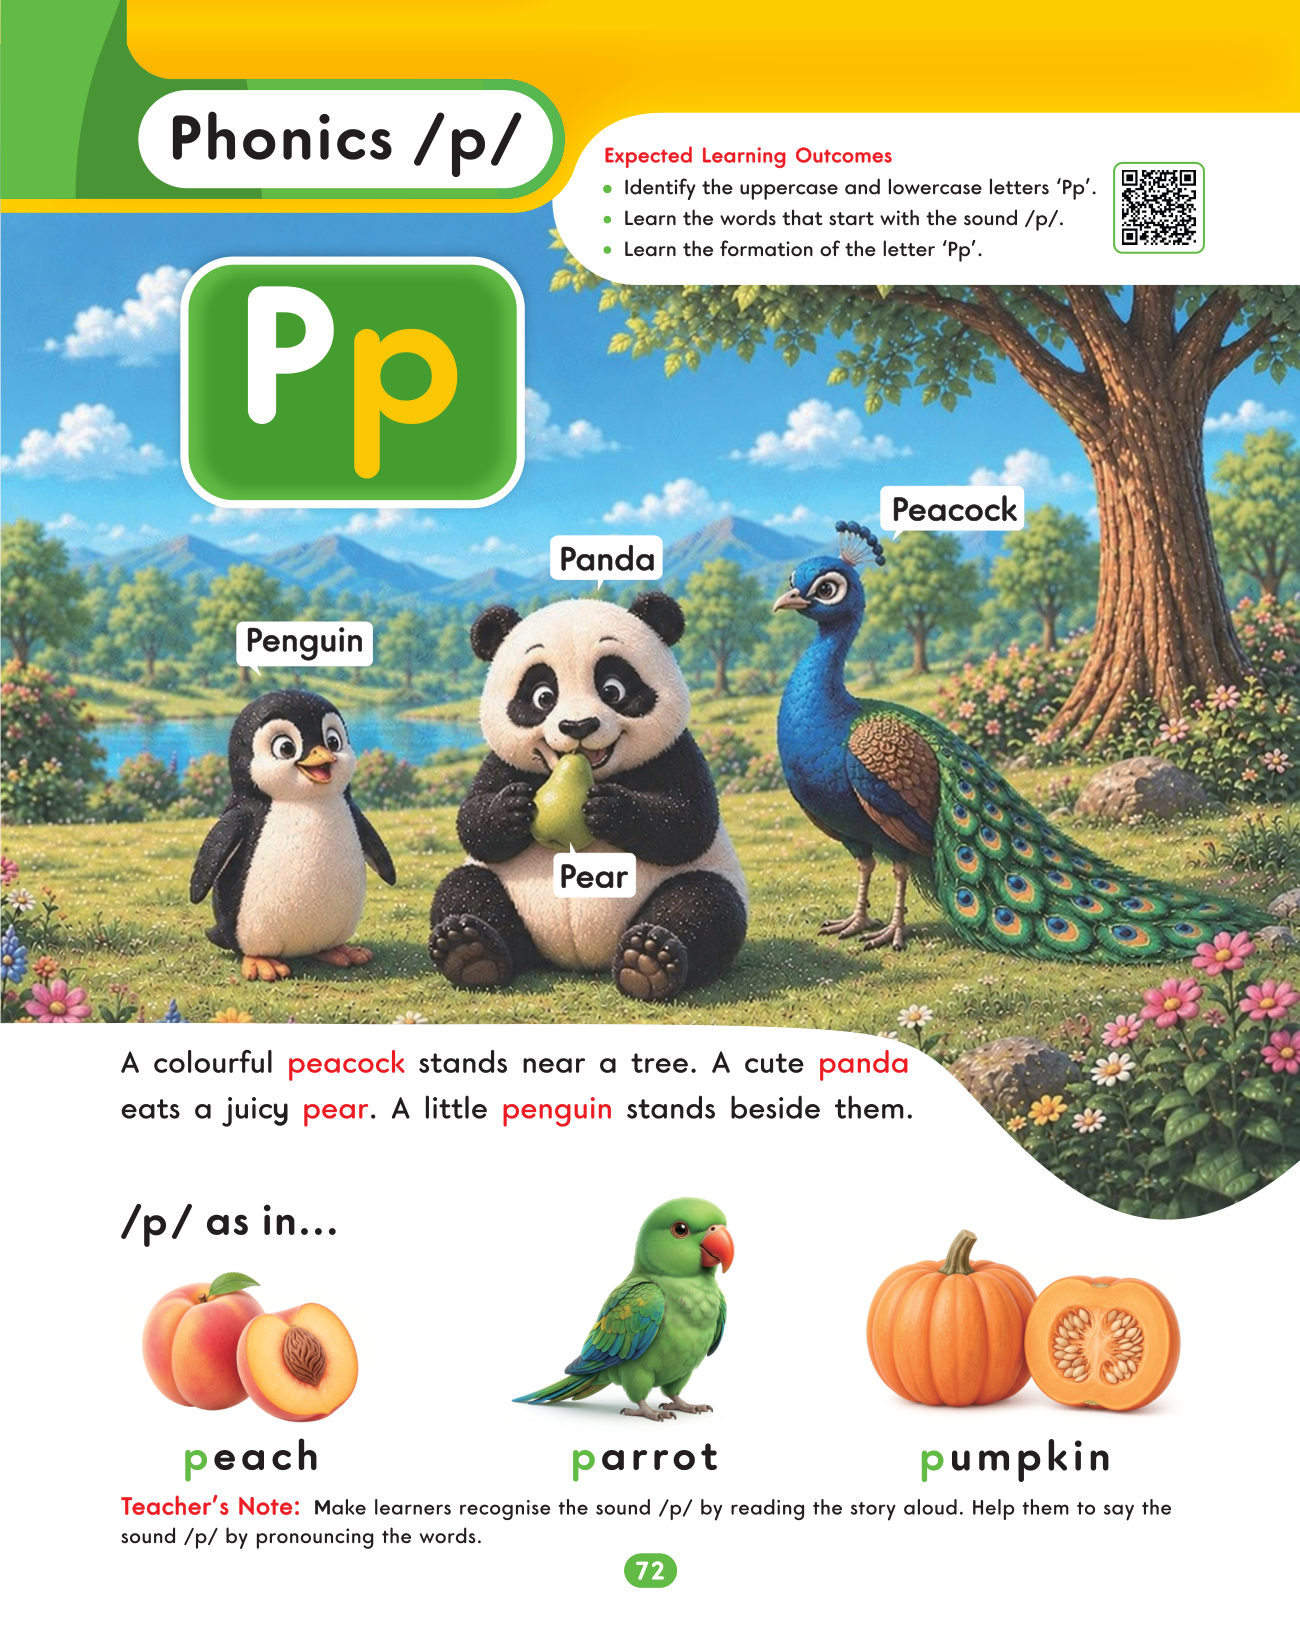 Phonics /p/
Expected Learning Outcomes
• Identify the uppercase and lowercase letters ‘Pp’.
• Learn the words that start with the sound /p/.
• Learn the formation of the letter ‘Pp’.
Pp
Peacock
Panda
Penguin
Pear
A colourful peacock stands near a tree. A cute panda
eats a juicy pear. A little penguin stands beside them.
/p/ as in...
peach
parrot
pumpkin
Teacher’s Note: Make learners recognise the sound /p/ by reading the story aloud. Help them to say the
sound /p/ by pronouncing the words.
72